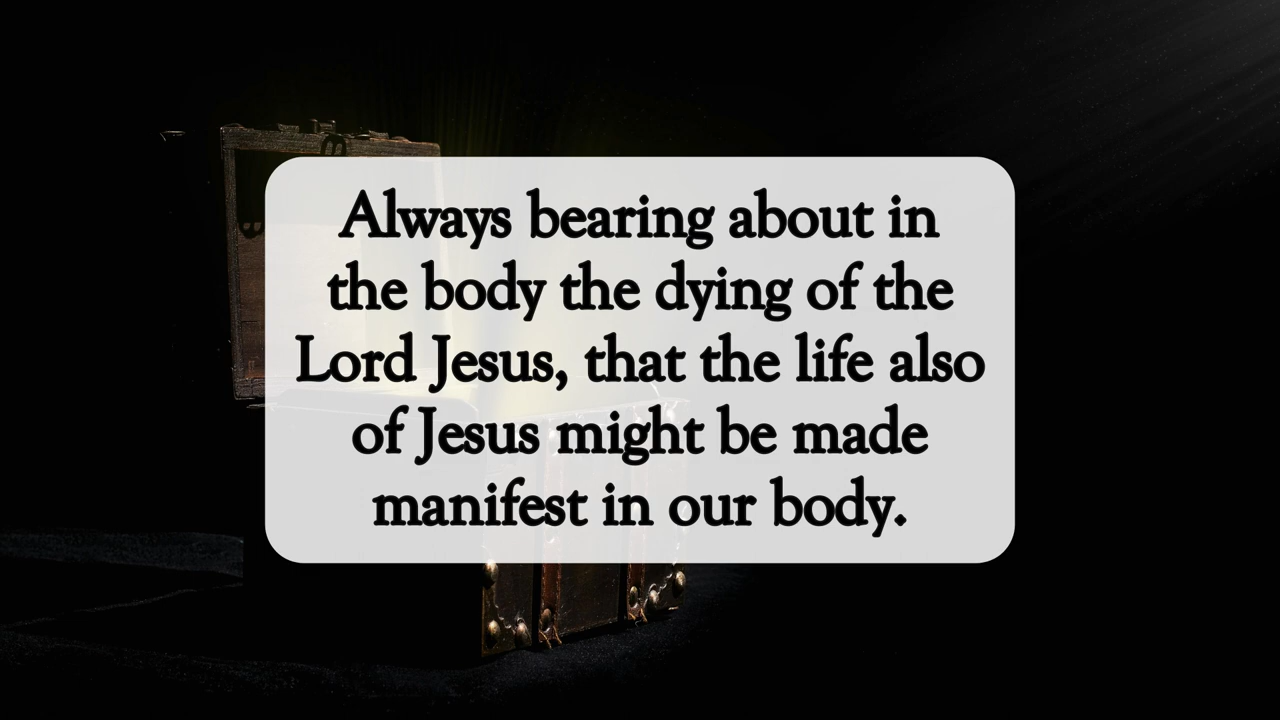 Always bearing about in
the body the dying of the
Lord Jesus, that the life also
of Jesus might be made
manifest in our body.